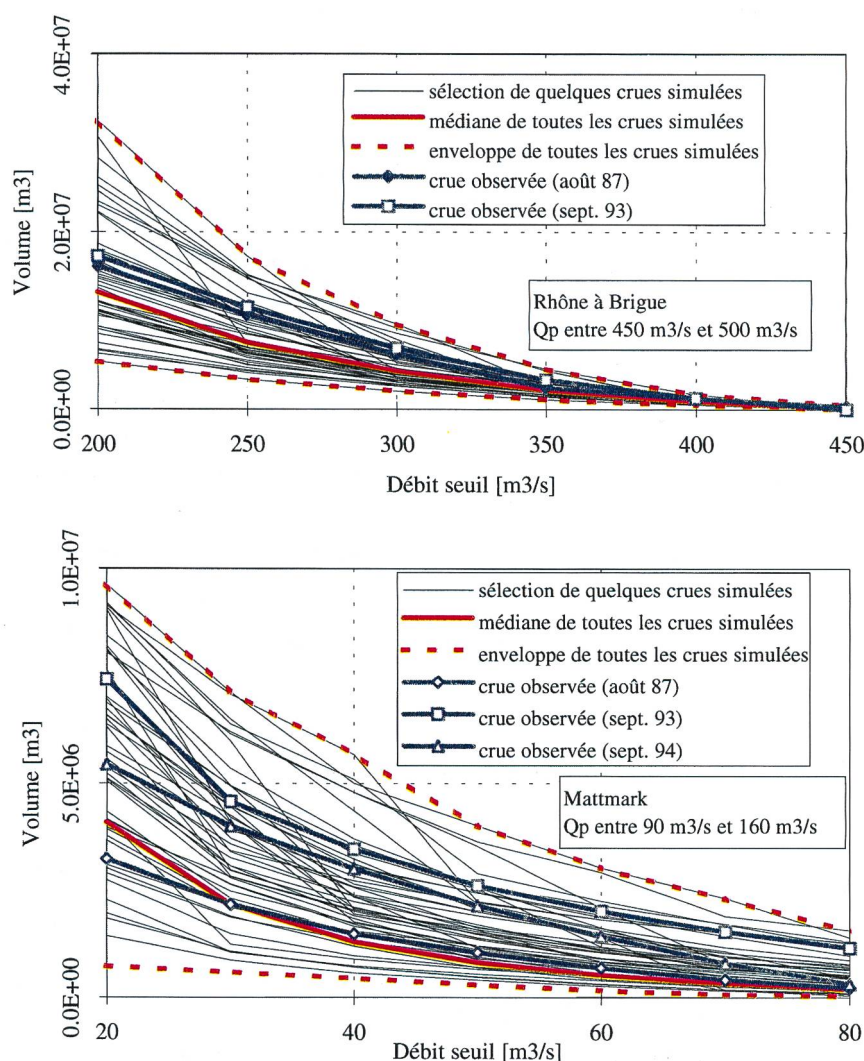 4.0E+07
2.0E+07
0.0E+00
Volume [m3]
sélection de quelques crues simulées
médiane de toutes les crues simulées
enveloppe de toutes les crues simulées
crue observée (août 87)
crue observée (sept. 93)
Rhône à Brigue
Qp entre 450 m3/s et 500 m3/s
200 250 300 350 400 450
Débit seuil [m3/s]
1.0E+07
5.0E+06
0.0E+00
Volume [m3]
sélection de quelques crues simulées
médiane de toutes les crues simulées
enveloppe de toutes les crues simulées
crue observée (août 87)
crue observée (sept. 93)
crue observée (sept. 94)
Mattmark
Qp entre 90 m3/s et 160 m3/s
20 40 60 80
Débit seuil [m3/s]